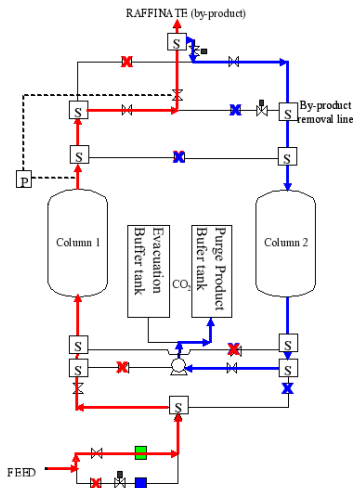 RAFFINATE (by-product)
S
S
S
S
By-product
removal line
S
S
P
Column 1
Evacuation
Buffer tank
CO2
Purge Product
Bufer tank
Column 2
S
S
S
S
S
FEED